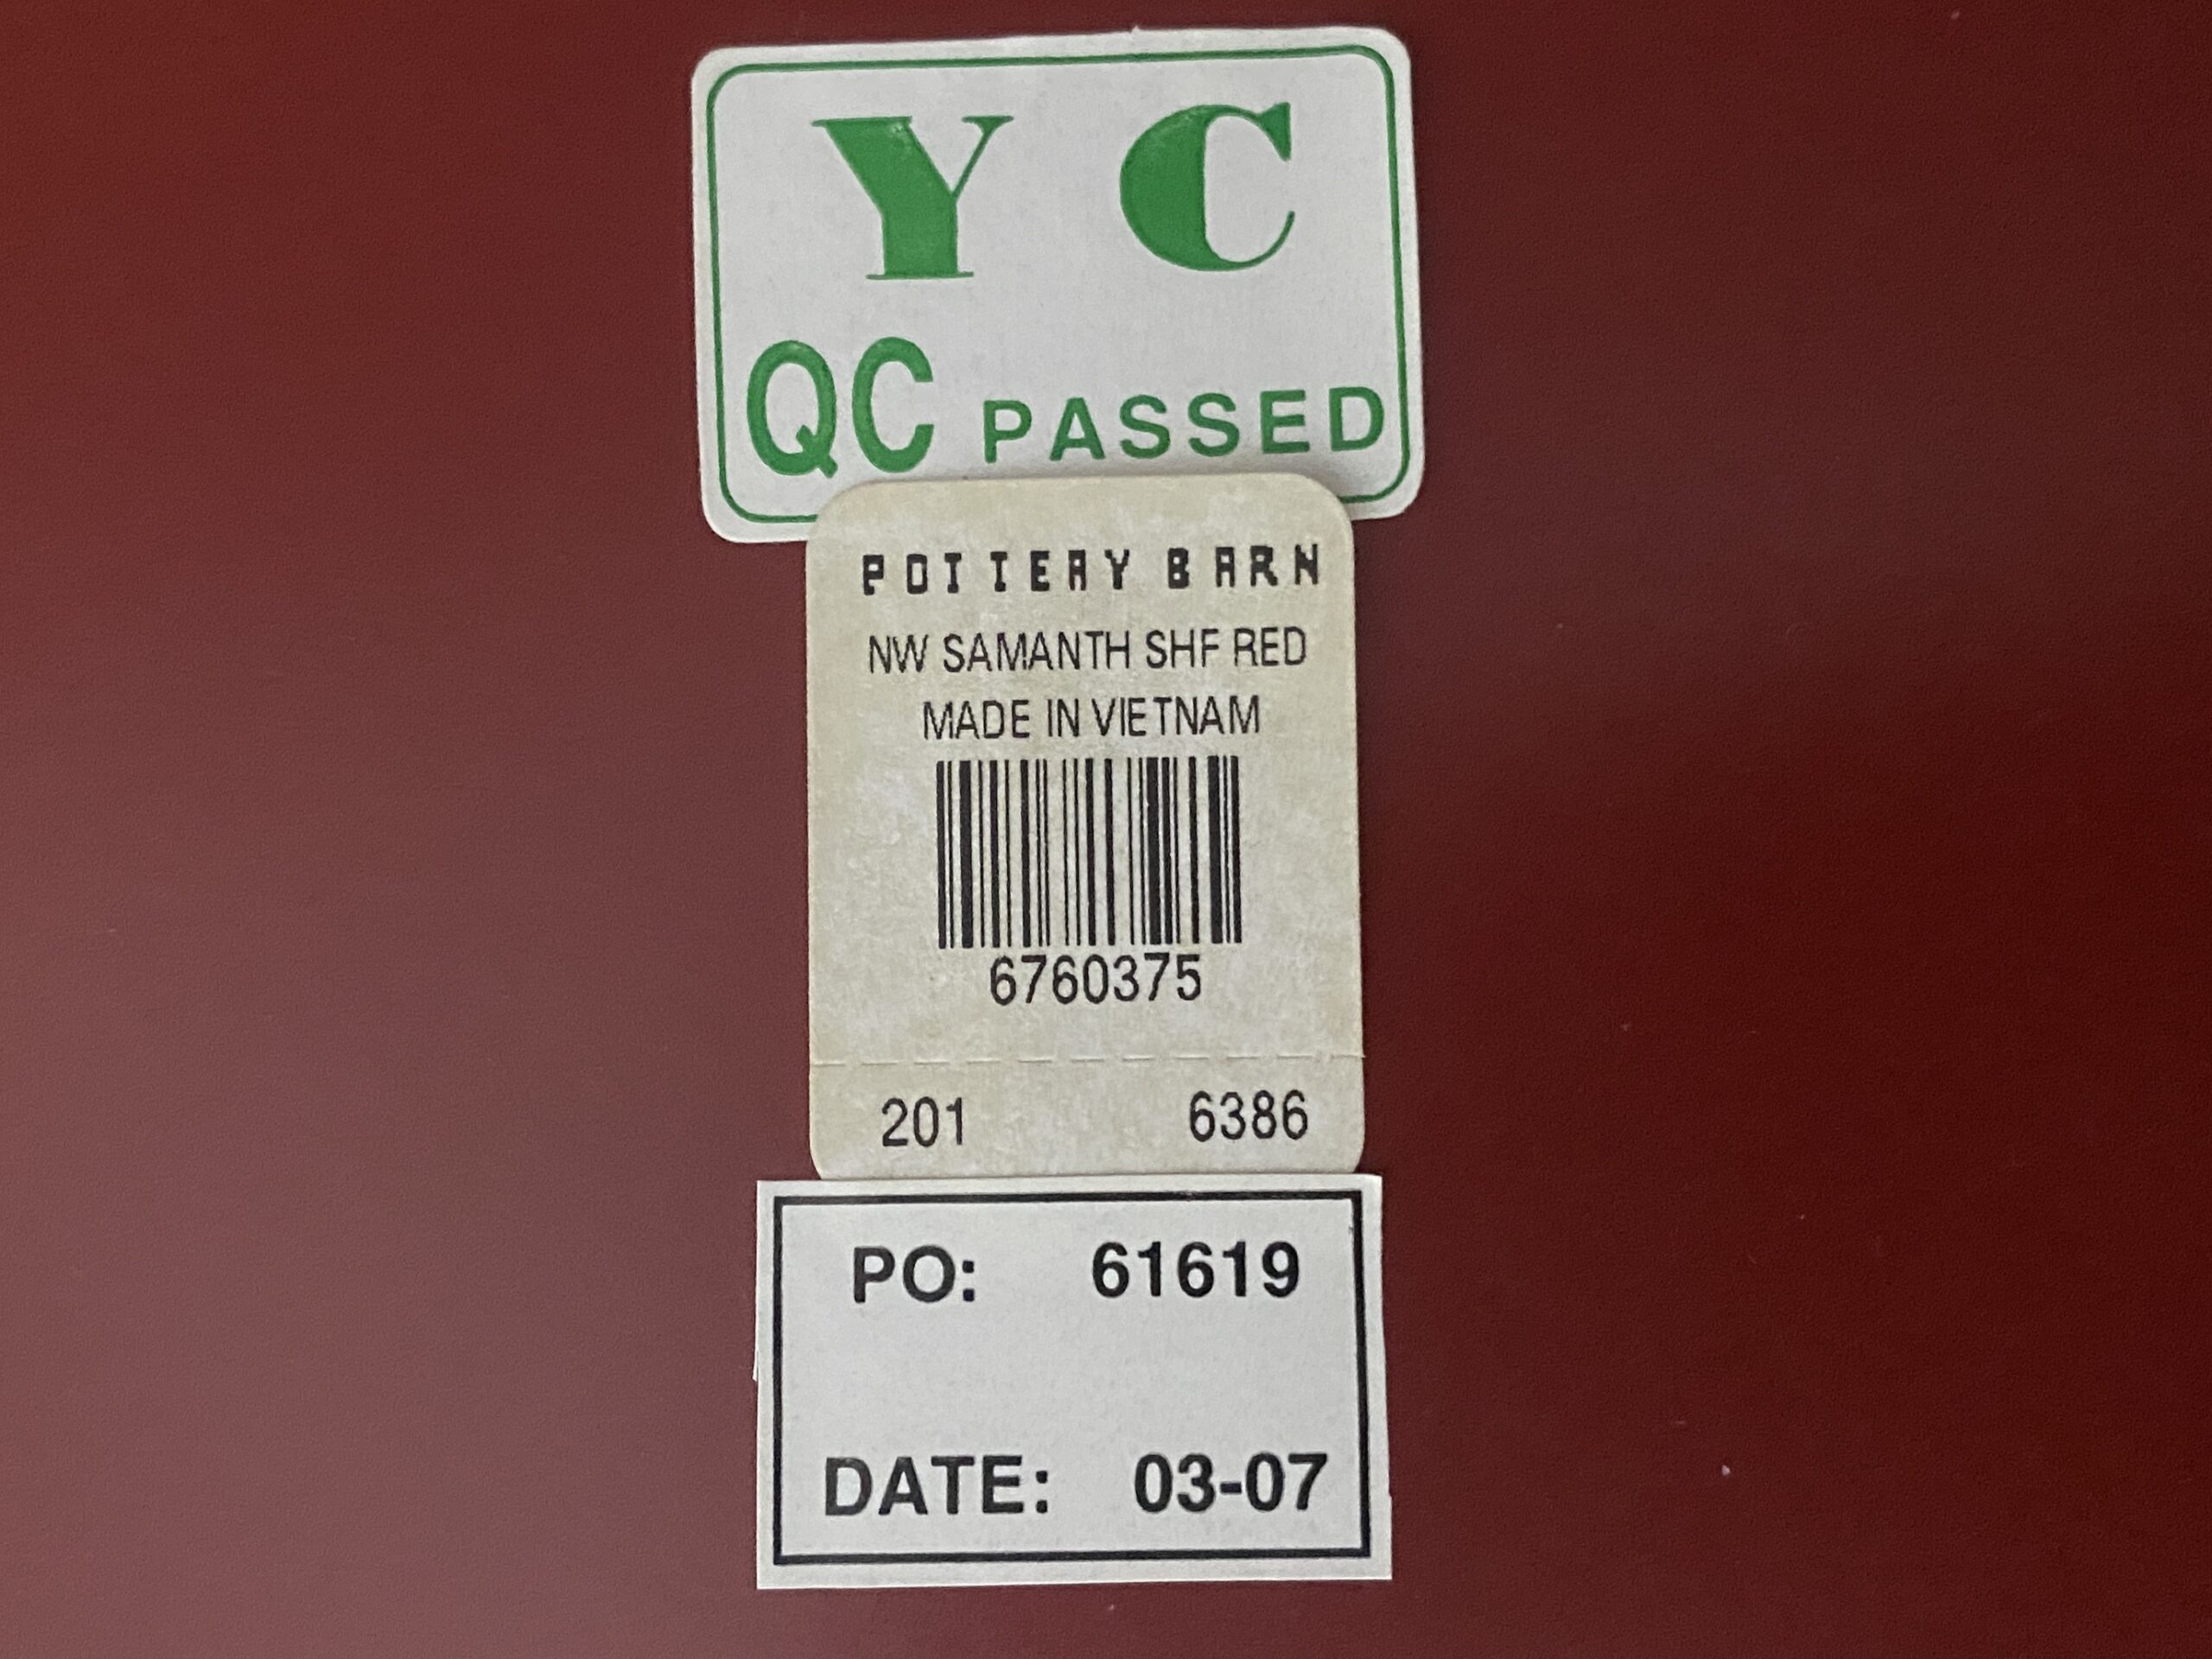 Y C
QC PASSED
POTTERY BARN
NW SAMANTH SHF RED
MADE IN VIETNAM
6760375
201 6386
PO: 61619
DATE: 03-07